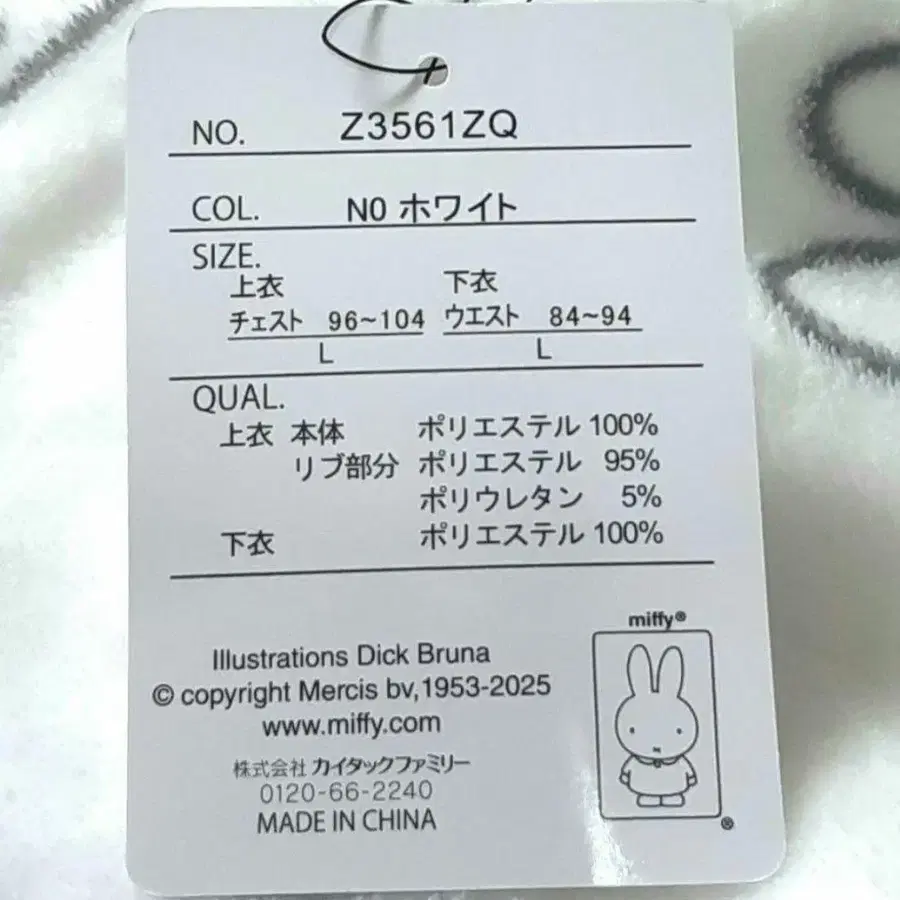 NO. Z3561ZQ
COL. N0 ホワイト
SIZE.
上衣 下衣
チェスト 96~104 ウエスト 84~94
L L
QUAL.
上衣 本体 ポリエステル 100%
リブ部分 ポリエステル 95%
ポリウレタン 5%
下衣 ポリエステル 100%
miffy®
Illustrations Dick Bruna
© copyright Mercis bv,1953-2025
www.miffy.com
株式会社 カイタックファミリー
0120-66-2240
MADE IN CHINA
®